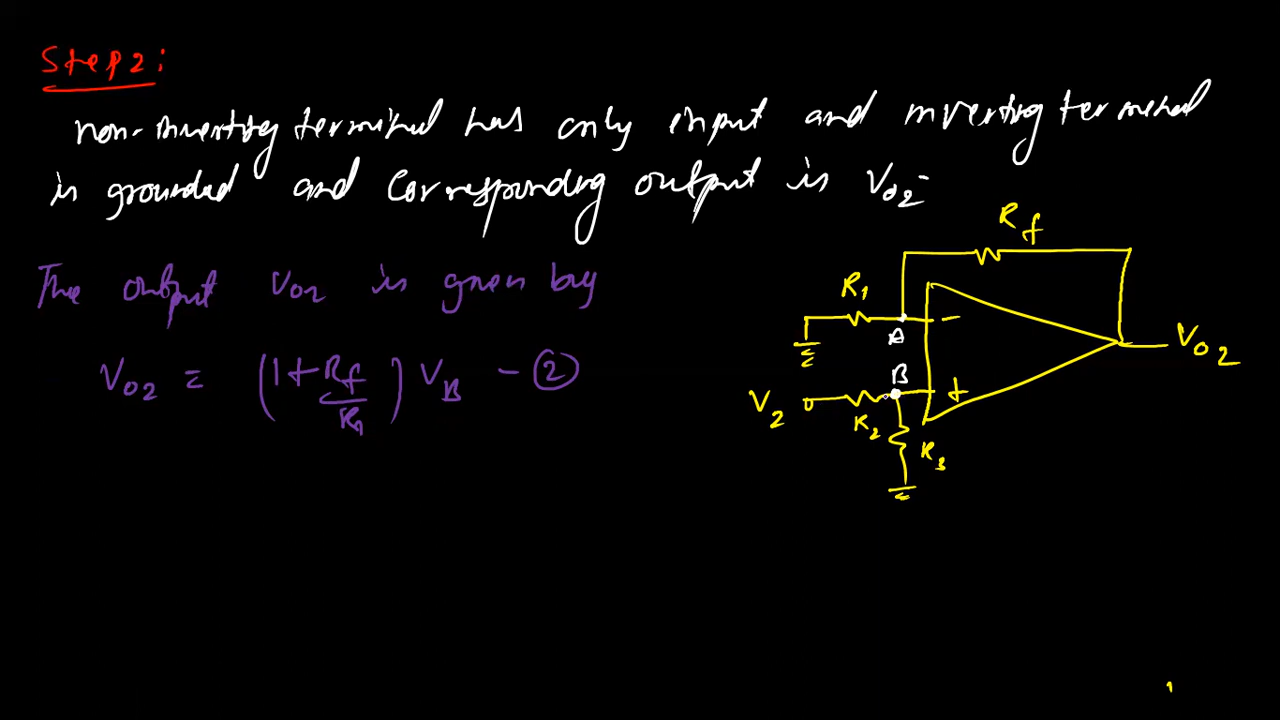 Step 2:
non-inverting terminal has only input and inverting terminal
is grounded and corresponding output is Vo2.
The output Vo2 is given by
Vo2 = (1+Rf/R1) VB - ②
Rf
R1
-
A
Vo2
B
V2
+
R2
R3